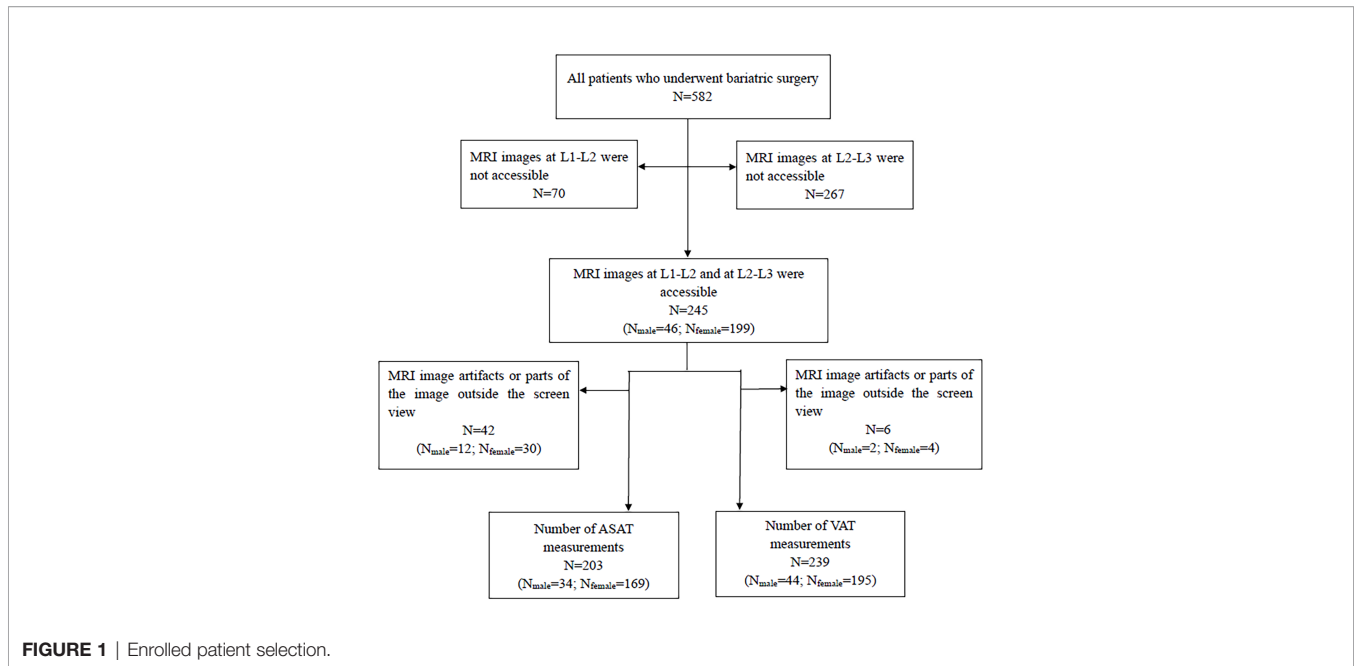 All patients who underwent bariatric surgery
N=582
MRI images at L1-L2 were
not accessible
N=70
MRI images at L2-L3 were
not accessible
N=267
MRI images at L1-L2 and at L2-L3 were
accessible
N=245
(Nmale=46; Nfemale=199)
MRI image artifacts or parts of
the image outside the screen
view
N=42
(Nmale=12; Nfemale=30)
MRI image artifacts or parts of
the image outside the screen
view
N=6
(Nmale=2; Nfemale=4)
Number of ASAT
measurements
N=203
(Nmale=34; Nfemale=169)
Number of VAT
measurements
N=239
(Nmale=44; Nfemale=195)
FIGURE 1 | Enrolled patient selection.